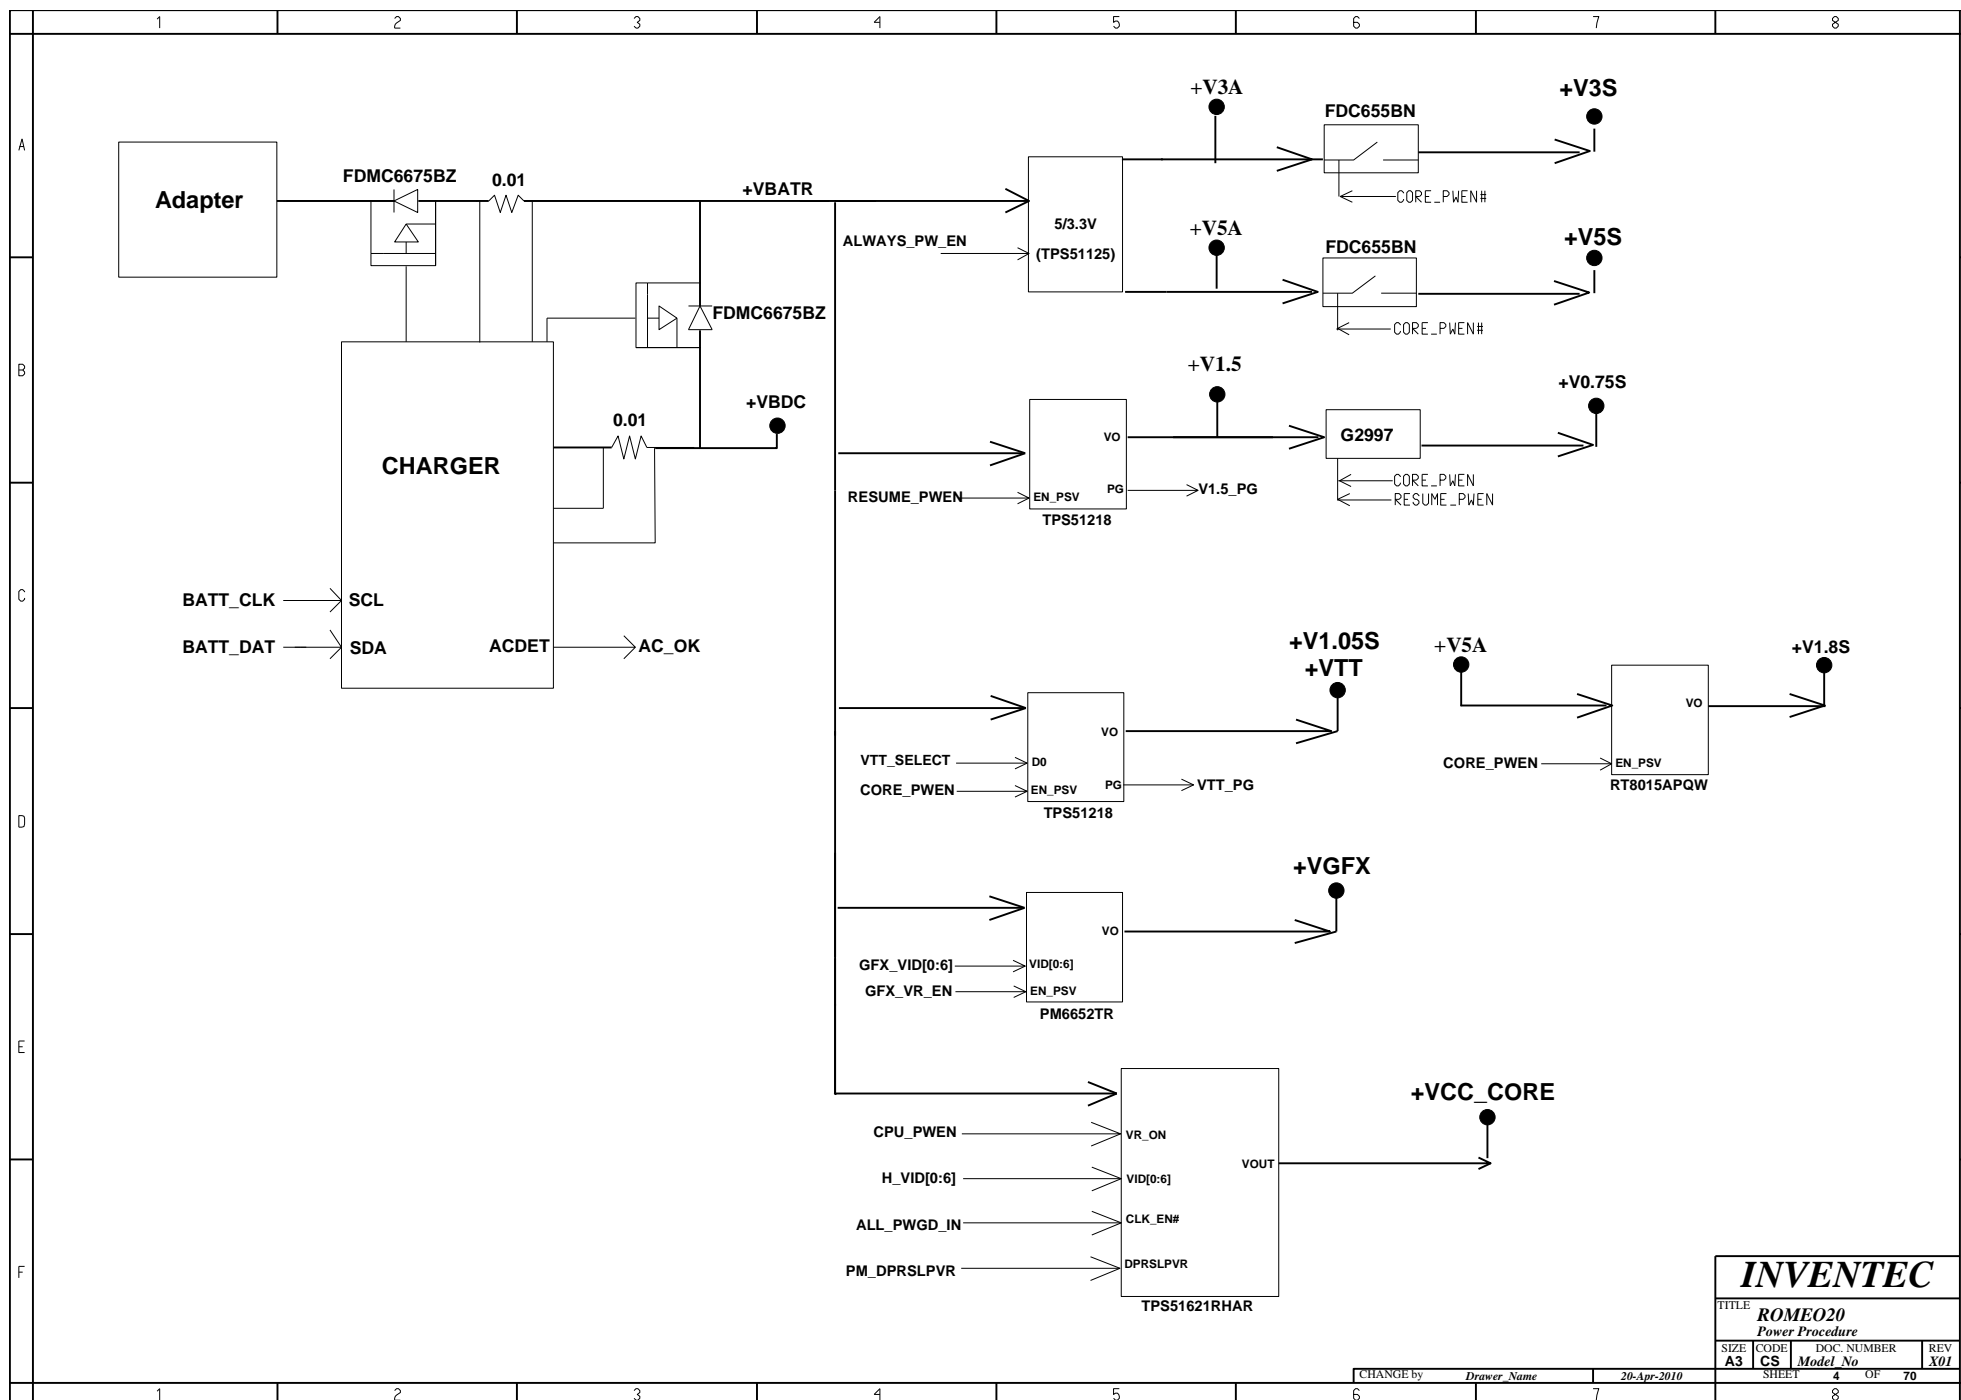 1 2 3 4 5 6 7 8
A
B
C
D
E
F
Adapter
FDMC6675BZ
0.01
+VBATR
FDMC6675BZ
+VBDC
0.01
CHARGER
BATT_CLK
SCL
BATT_DAT
SDA
ACDET
AC_OK
+V3A
FDC655BN
+V3S
CORE_PWEN#
5/3.3V
(TPS51125)
ALWAYS_PW_EN
+V5A
FDC655BN
+V5S
CORE_PWEN#
+V1.5
+V0.75S
VO
G2997
CORE_PWEN
RESUME_PWEN
RESUME_PWEN
EN_PSV
PG
V1.5_PG
TPS51218
+V1.05S
+VTT
VO
VTT_SELECT
D0
CORE_PWEN
EN_PSV
PG
VTT_PG
TPS51218
+V5A
+V1.8S
VO
CORE_PWEN
EN_PSV
RT8015APQW
+VGFX
VO
GFX_VID[0:6]
VID[0:6]
GFX_VR_EN
EN_PSV
PM6652TR
+VCC_CORE
CPU_PWEN
VR_ON
VOUT
H_VID[0:6]
VID[0:6]
ALL_PWGD_IN
CLK_EN#
PM_DPRSLPVR
DPRSLPVR
TPS51621RHAR
INVENTEC
TITLE
ROMEO20
Power Procedure
SIZE CODE DOC. NUMBER REV
A3 CS Model_No X01
CHANGE by Drawer_Name 20-Apr-2010 SHEET 4 OF 70
1 2 3 4 5 6 7 8